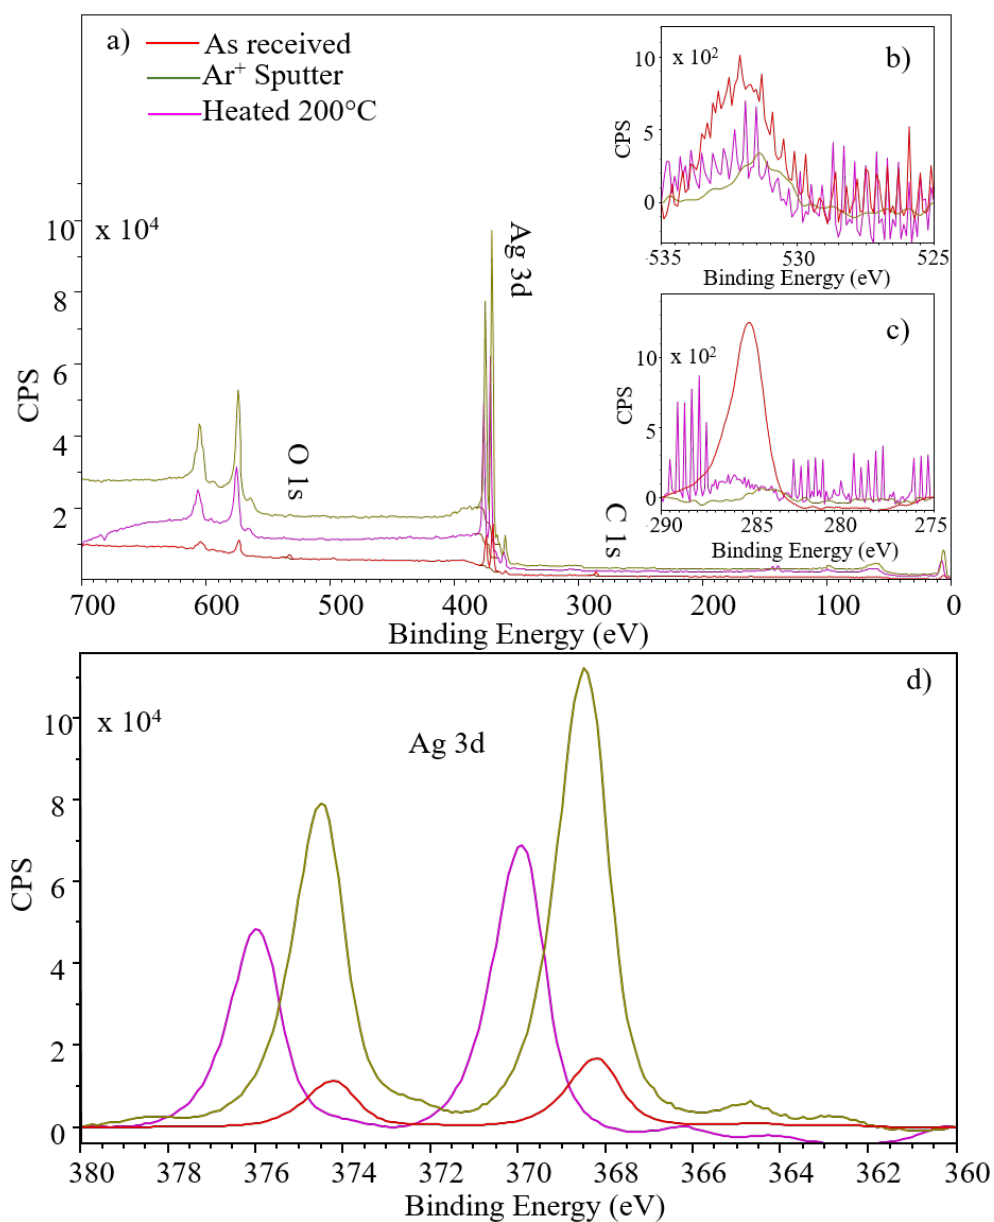 a)
As received
Ar⁺ Sputter
Heated 200°C
10
x 10⁴
8
6
4
2
CPS
Ag 3d
O 1s
C 1s
700 600 500 400 300 200 100 0
Binding Energy (eV)
b)
10
x 10²
5
0
CPS
-535 530 525
Binding Energy (eV)
c)
10
x 10²
5
0
CPS
290 285 280 275
Binding Energy (eV)
d)
10
x 10⁴
8
6
4
2
0
CPS
Ag 3d
380 378 376 374 372 370 368 366 364 362 360
Binding Energy (eV)